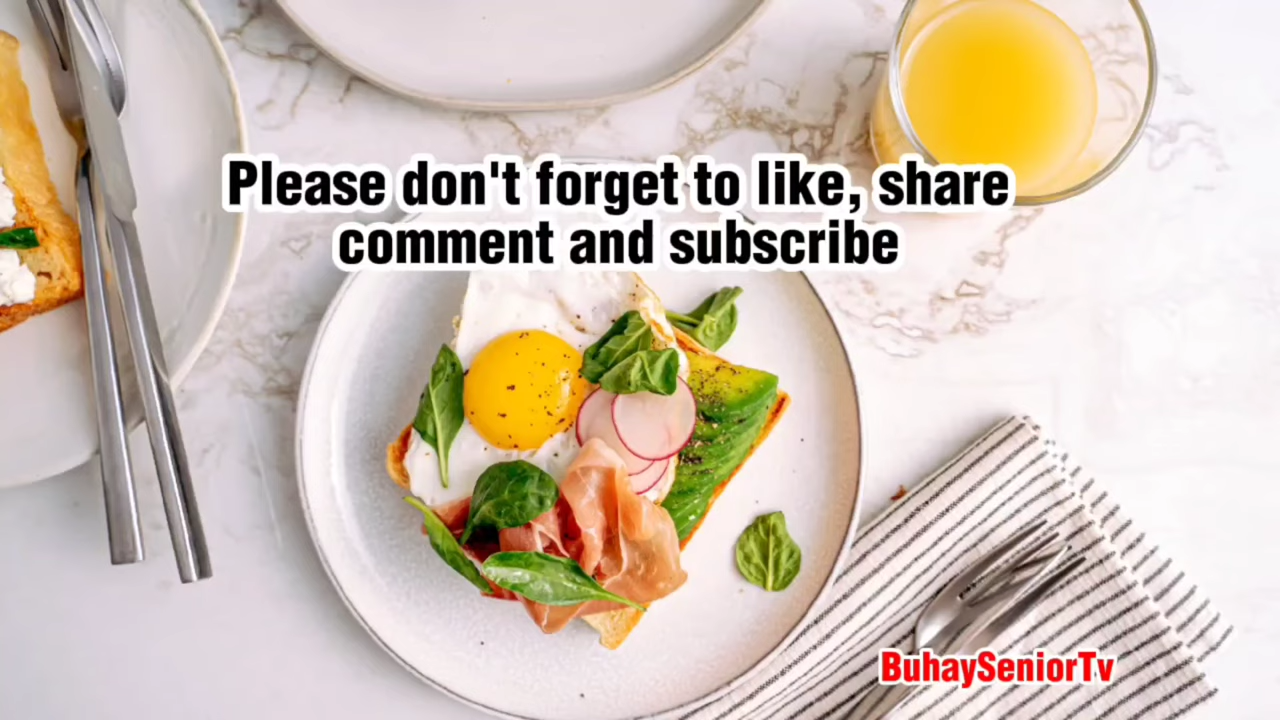 Please don't forget to like, share
comment and subscribe
BuhaySeniorTv